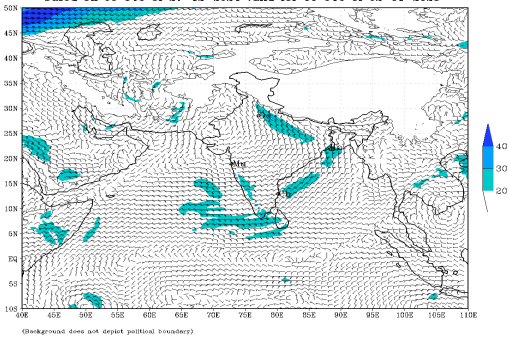 50N
45N
40N
35N
30N
25N
20N
15N
10N
5N
EQ
5S
10S
40E 45E 50E 55E 60E 65E 70E 75E 80E 85E 90E 95E 100E 105E 110E
40
30
20
(Background does not depict political boundary)